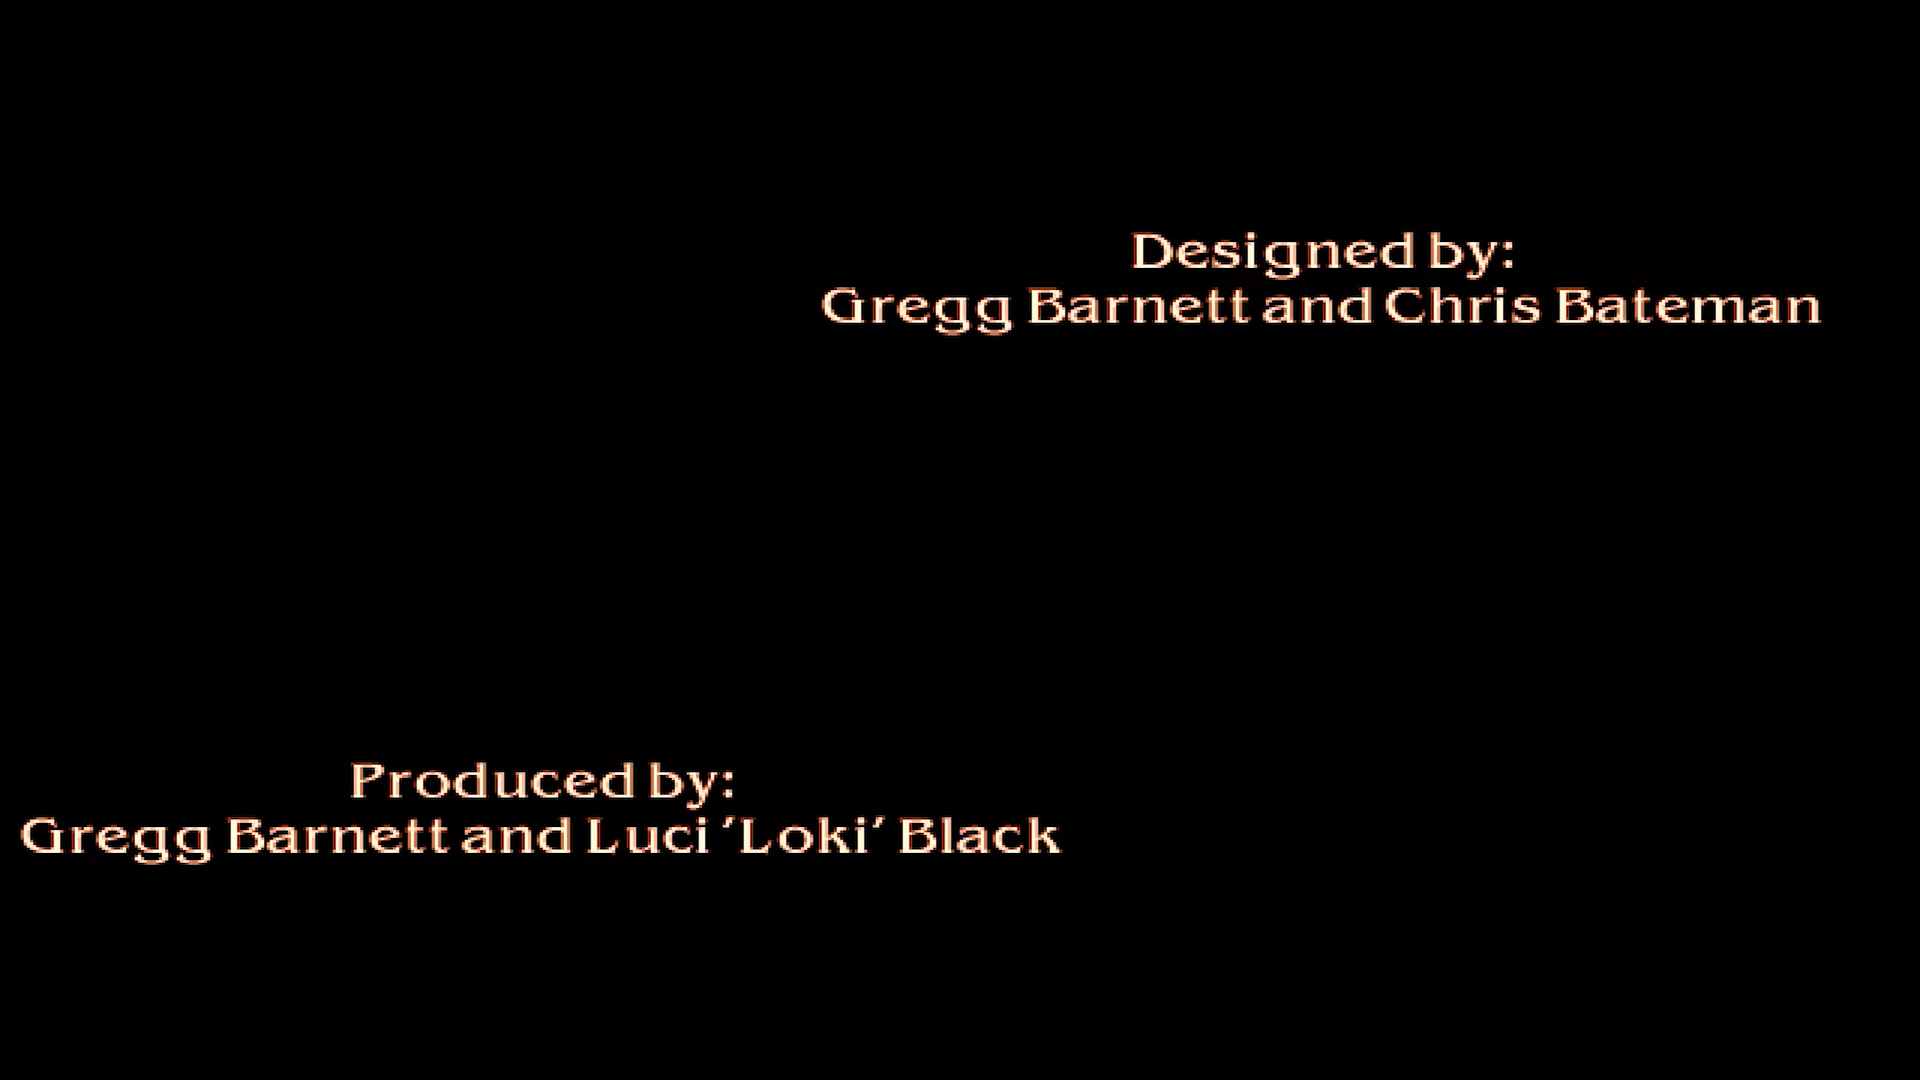 Designed by:
Gregg Barnett and Chris Bateman
Produced by:
Gregg Barnett and Luci 'Loki' Black